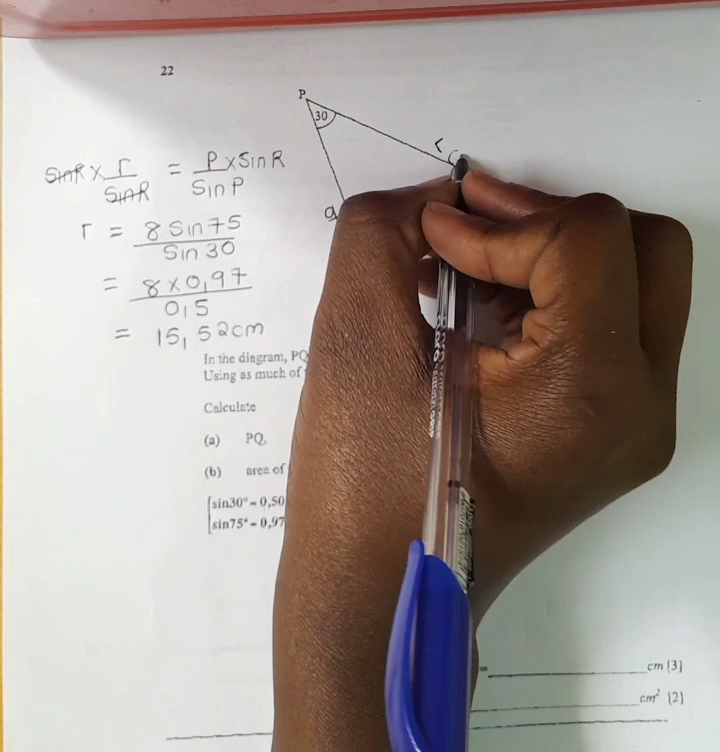 22
P
30
r
q
SinR x r/SinR = P x SinR/Sin P
r = 8 Sin 75/Sin 30
= 8 x 0,97/0,5
= 15,52cm
In the diagram, PQ
Using as much of
Calculate
(a) PQ,
(b) area of
sin30° = 0,50
sin75° = 0,97
= cm [3]
cm² [2]